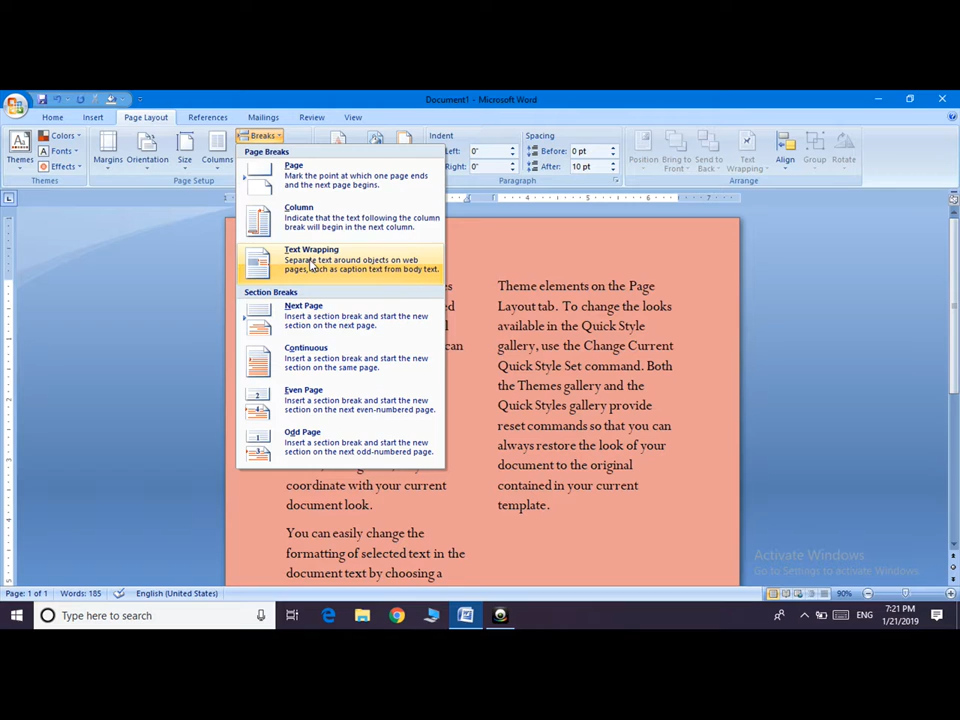 Document1 - Microsoft Word
Home Insert Page Layout References Mailings Review View
Themes
Colors
Fonts
Effects
Themes
Margins
Orientation
Size
Columns
Page Setup
Breaks
Page Breaks
Page
Mark the point at which one page ends
and the next page begins.
Column
Indicate that the text following the column
break will begin in the next column.
Text Wrapping
Separate text around objects on web
pages, such as caption text from body text.
Section Breaks
Next Page
Insert a section break and start the new
section on the next page.
Continuous
Insert a section break and start the new
section on the same page.
Even Page
Insert a section break and start the new
section on the next even-numbered page.
Odd Page
Insert a section break and start the new
section on the next odd-numbered page.
Indent
Left: 0"
Right: 0"
Spacing
Before: 0 pt
After: 10 pt
Paragraph
Position
Bring to Front
Send to Back
Text Wrapping
Align
Group
Rotate
Arrange
coordinate with your current
document look.
You can easily change the
formatting of selected text in the
document text by choosing a
Theme elements on the Page
Layout tab. To change the looks
available in the Quick Style
gallery, use the Change Current
Quick Style Set command. Both
the Themes gallery and the
Quick Styles gallery provide
reset commands so that you can
always restore the look of your
document to the original
contained in your current
template.
Activate Windows
Go to Settings to activate Windows.
Page: 1 of 1 Words: 185 English (United States) 90%
Type here to search
ENG
7:21 PM
1/21/2019